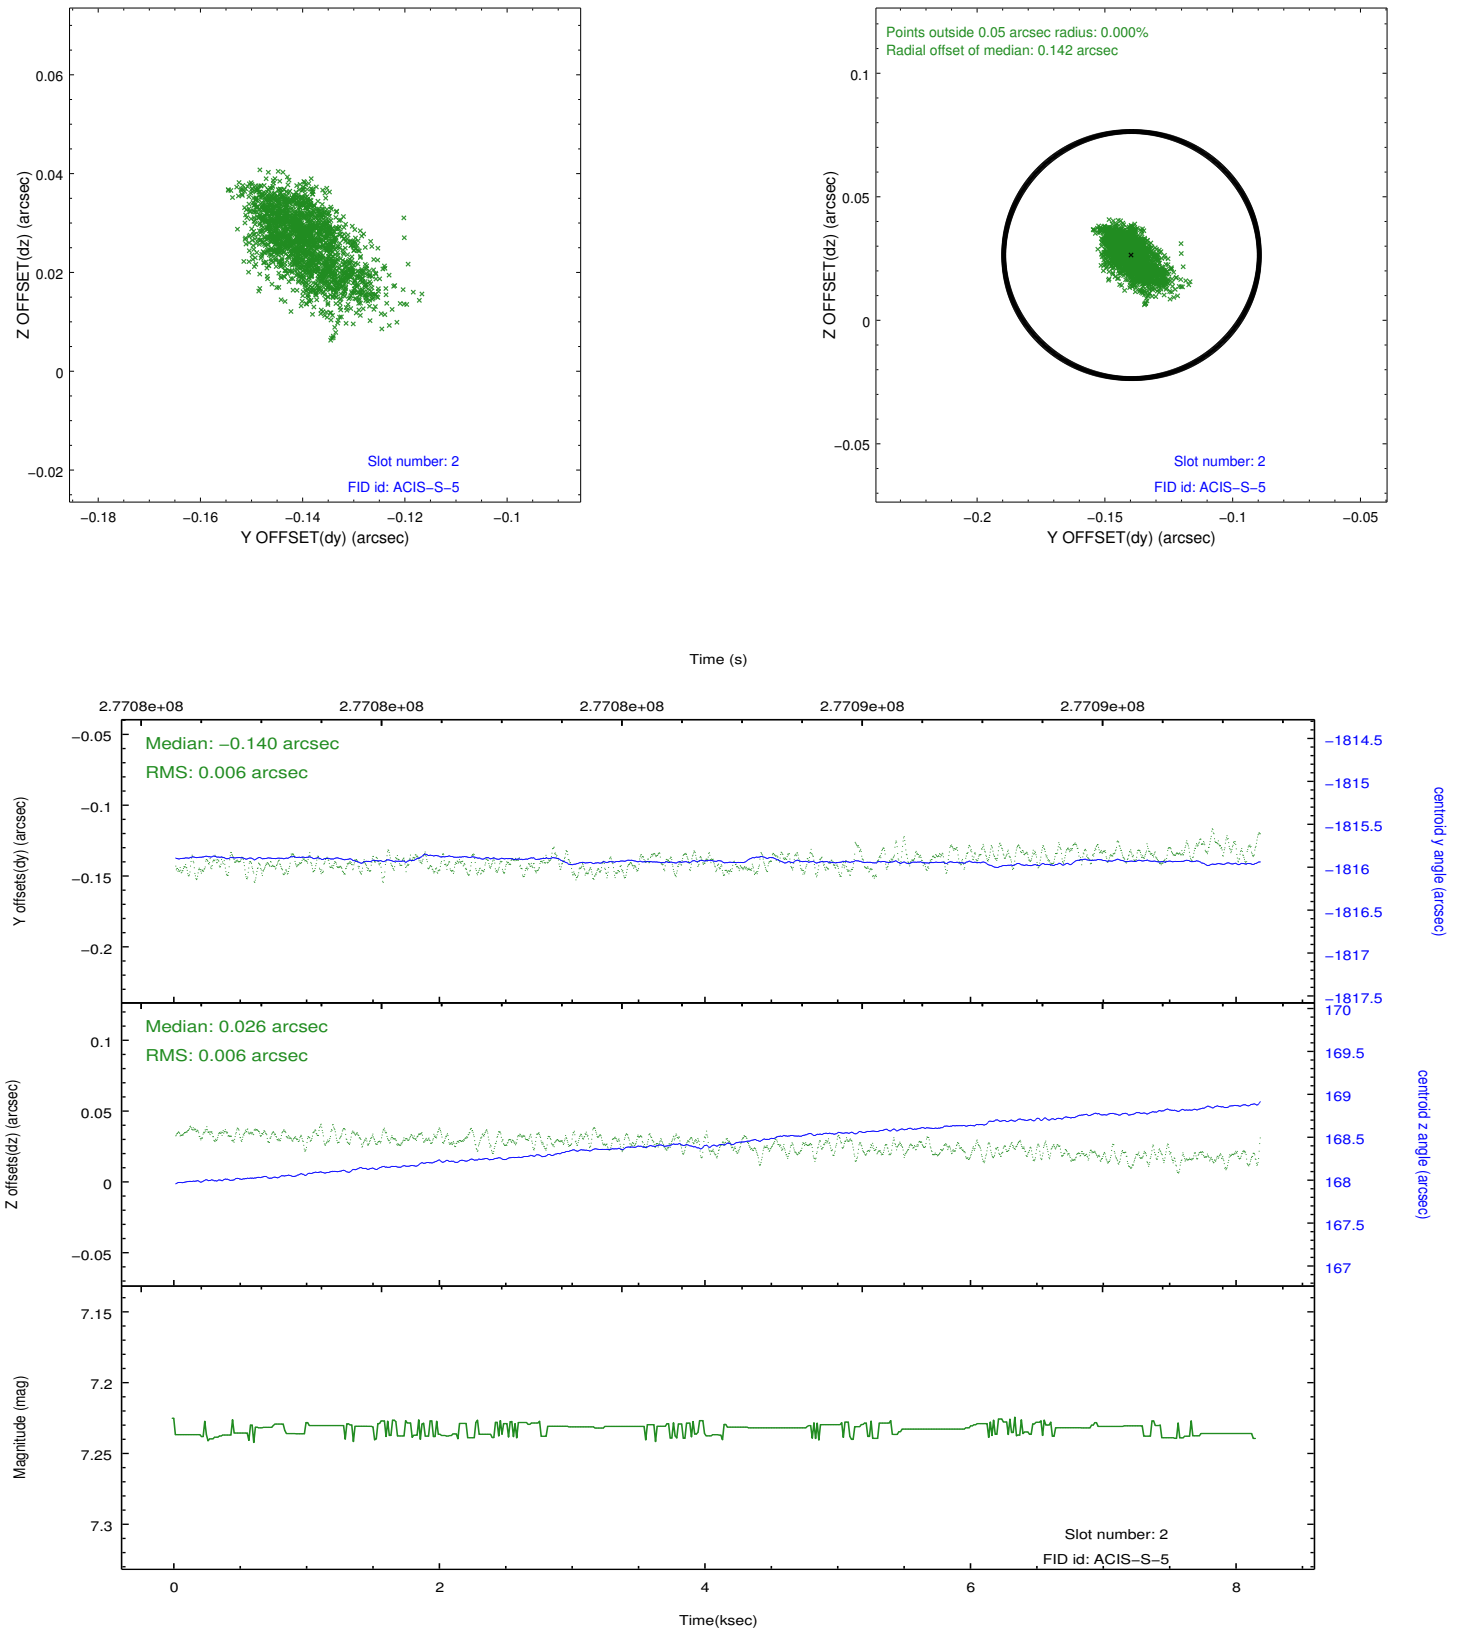 0.06
0.04
0.02
0
−0.02
Z OFFSET(dz) (arcsec)
Slot number: 2
FID id: ACIS−S−5
−0.18
−0.16
−0.14
−0.12
−0.1
Y OFFSET(dy) (arcsec)
Points outside 0.05 arcsec radius: 0.000%
Radial offset of median: 0.142 arcsec
0.1
0.05
0
−0.05
Z OFFSET(dz) (arcsec)
Slot number: 2
FID id: ACIS−S−5
−0.2
−0.15
−0.1
−0.05
Y OFFSET(dy) (arcsec)
Time (s)
2.7708e+08
2.7708e+08
2.7708e+08
2.7709e+08
2.7709e+08
Median: −0.140 arcsec
RMS: 0.006 arcsec
−0.05
−0.1
−0.15
−0.2
Y offsets(dy) (arcsec)
−1814.5
−1815
−1815.5
−1816
−1816.5
−1817
−1817.5
centroid y angle (arcsec)
Median: 0.026 arcsec
RMS: 0.006 arcsec
0.1
0.05
0
−0.05
Z offsets(dz) (arcsec)
170
169.5
169
168.5
168
167.5
167
centroid z angle (arcsec)
7.15
7.2
7.25
7.3
Magnitude (mag)
Slot number: 2
FID id: ACIS−S−5
0
2
4
6
8
Time(ksec)